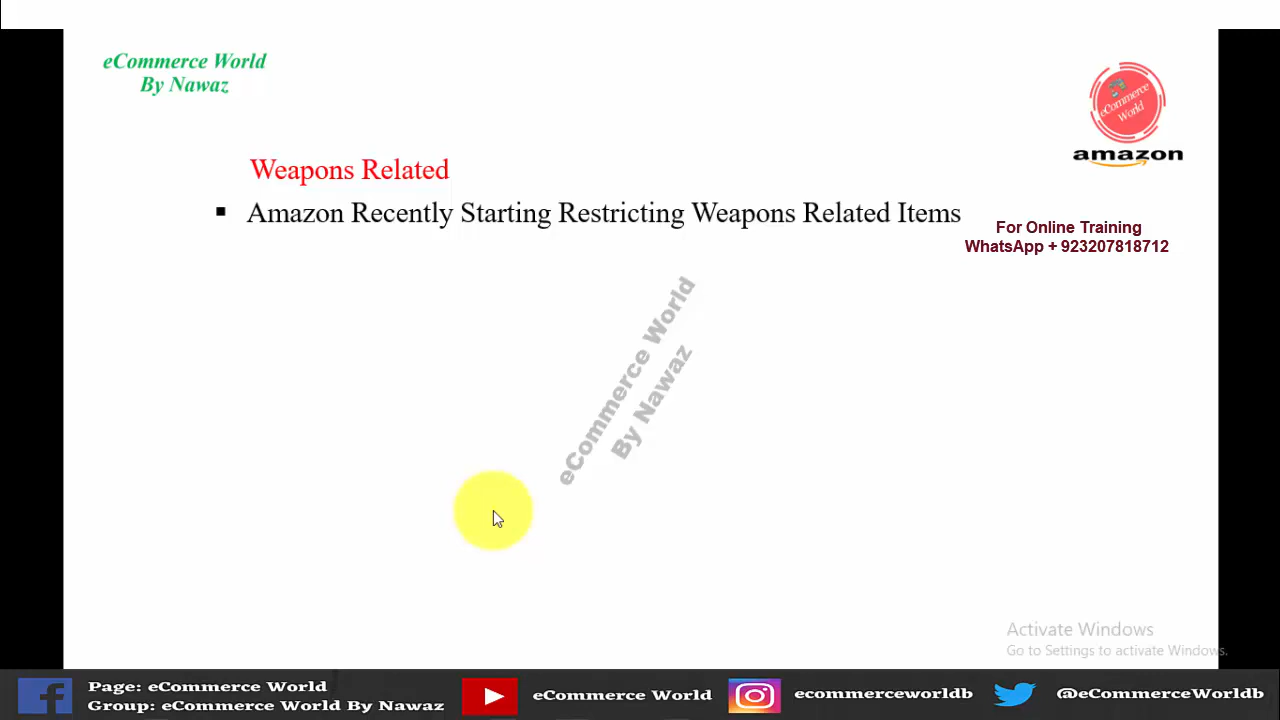 eCommerce World
By Nawaz
eCommerce
World
amazon
Weapons Related
▪ Amazon Recently Starting Restricting Weapons Related Items
For Online Training
WhatsApp + 923207818712
eCommerce World
By Nawaz
Activate Windows
Go to Settings to activate Windows.
Page: eCommerce World
Group: eCommerce World By Nawaz
eCommerce World
ecommerceworldb
@eCommerceWorldb